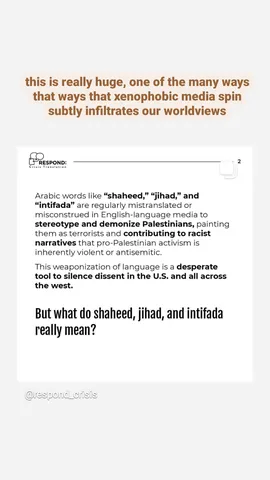 this is really huge, one of the many ways
that ways that xenophobic media spin
subtly infiltrates our worldviews
RESPOND:
Crisis Translation
2
Arabic words like “shaheed,” “jihad,” and
“intifada” are regularly mistranslated or
misconstrued in English-language media to
stereotype and demonize Palestinians, painting
them as terrorists and contributing to racist
narratives that pro-Palestinian activism is
inherently violent or antisemitic.
This weaponization of language is a desperate
tool to silence dissent in the U.S. and all across
the west.
But what do shaheed, jihad, and intifada
really mean?
@respond_crisis